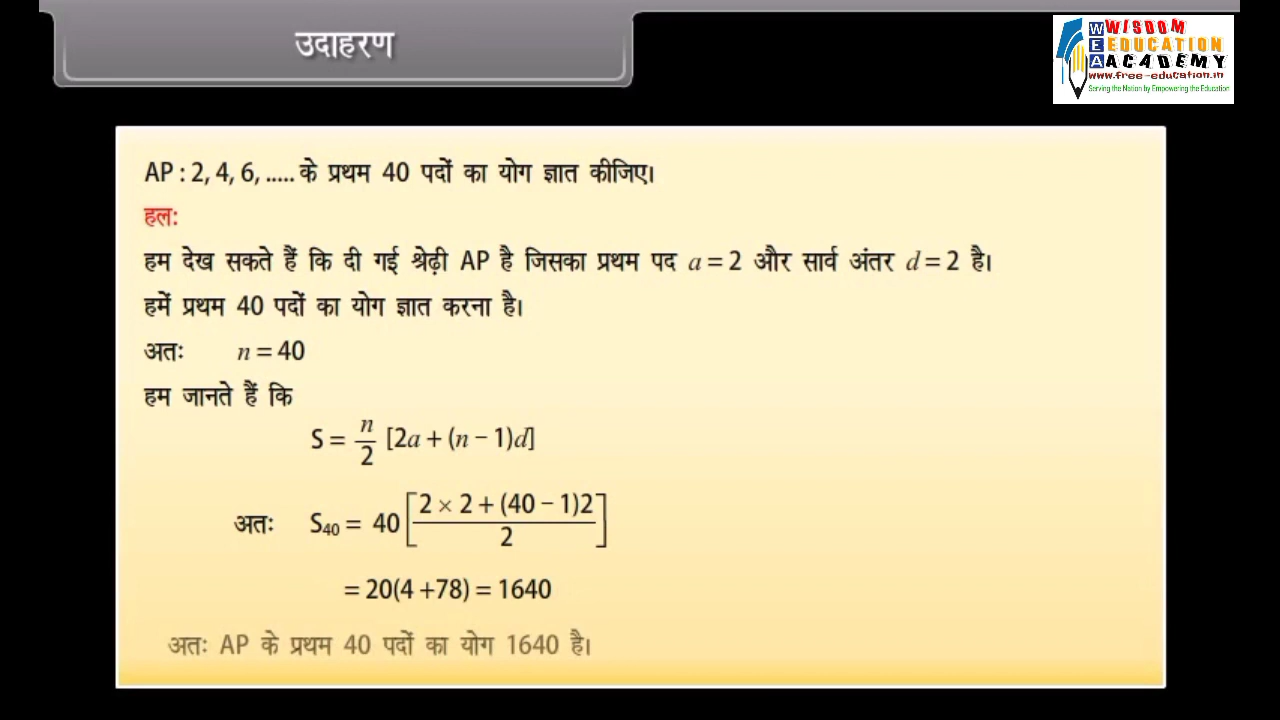 उदाहरण
WEA
WISDOM
EDUCATION
ACADEMY
www.free-education.in
Serving the Nation by Empowering the Education
AP : 2, 4, 6, ..... के प्रथम 40 पदों का योग ज्ञात कीजिए।
हलः
हम देख सकते हैं कि दी गई श्रेढ़ी AP है जिसका प्रथम पद a = 2 और सार्व अंतर d = 2 है।
हमें प्रथम 40 पदों का योग ज्ञात करना है।
अतः n = 40
हम जानते हैं कि
S = n/2 [2a + (n − 1)d]
अतः S₄₀ = 40 [2 × 2 + (40 − 1)2 / 2]
= 20(4 +78) = 1640
अतः AP के प्रथम 40 पदों का योग 1640 है।